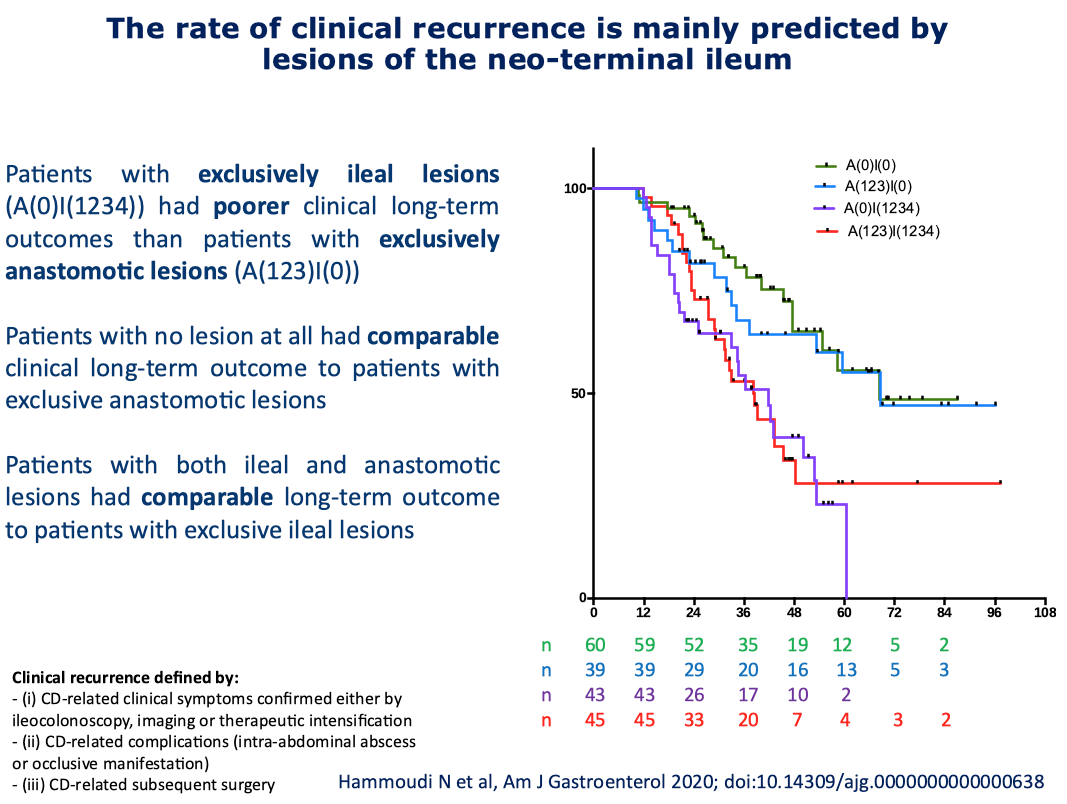 The rate of clinical recurrence is mainly predicted by
lesions of the neo-terminal ileum
Patients with exclusively ileal lesions
(A(0)I(1234)) had poorer clinical long-term
outcomes than patients with exclusively
anastomotic lesions (A(123)I(0))
Patients with no lesion at all had comparable
clinical long-term outcome to patients with
exclusive anastomotic lesions
Patients with both ileal and anastomotic
lesions had comparable long-term outcome
to patients with exclusive ileal lesions
Clinical recurrence defined by:
- (i) CD-related clinical symptoms confirmed either by
ileocolonoscopy, imaging or therapeutic intensification
- (ii) CD-related complications (intra-abdominal abscess
or occlusive manifestation)
- (iii) CD-related subsequent surgery
A(0)I(0)
A(123)I(0)
A(0)I(1234)
A(123)I(1234)
100
50
0
0 12 24 36 48 60 72 84 96 108
n 60 59 52 35 19 12 5 2
n 39 39 29 20 16 13 5 3
n 43 43 26 17 10 2
n 45 45 33 20 7 4 3 2
Hammoudi N et al, Am J Gastroenterol 2020; doi:10.14309/ajg.0000000000000638